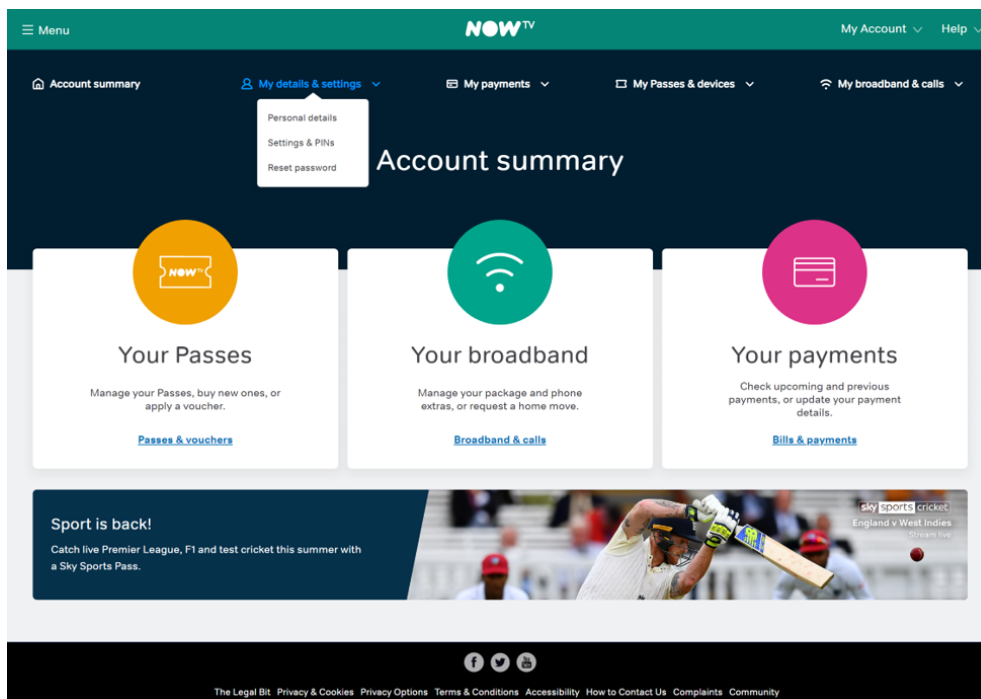 Menu
NOW TV
My Account
Help
Account summary
My details & settings
My payments
My Passes & devices
My broadband & calls
Personal details
Settings & PINs
Reset password
Account summary
NOW TV
Your Passes
Manage your Passes, buy new ones, or
apply a voucher.
Passes & vouchers
Your broadband
Manage your package and phone
extras, or request a home move.
Broadband & calls
Your payments
Check upcoming and previous
payments, or update your payment
details.
Bills & payments
Sport is back!
Catch live Premier League, F1 and test cricket this summer with
a Sky Sports Pass.
sky sports cricket
England v West Indies
Stream live
The Legal Bit Privacy & Cookies Privacy Options Terms & Conditions Accessibility How to Contact Us Complaints Community